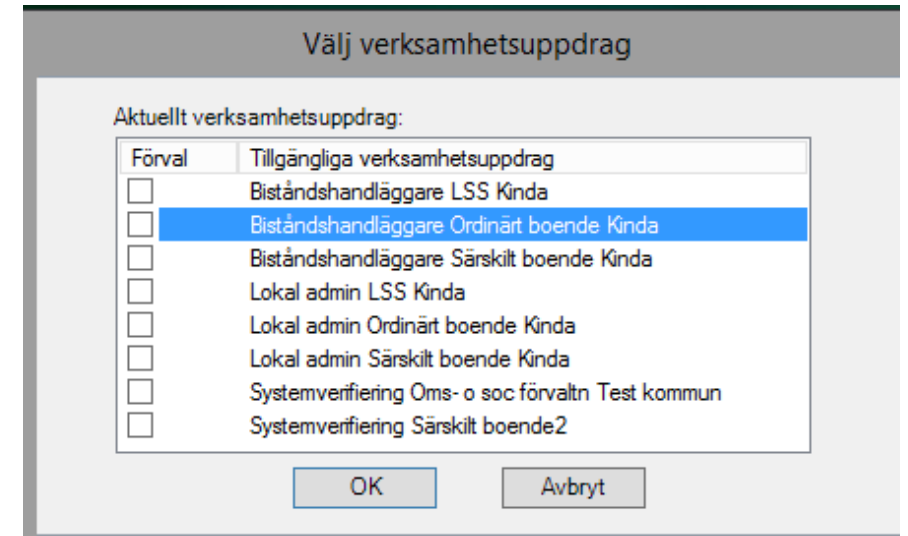 Välj verksamhetsuppdrag
Aktuellt verksamhetsuppdrag:
Förval Tillgängliga verksamhetsuppdrag
Biståndshandläggare LSS Kinda
Biståndshandläggare Ordinärt boende Kinda
Biståndshandläggare Särskilt boende Kinda
Lokal admin LSS Kinda
Lokal admin Ordinärt boende Kinda
Lokal admin Särskilt boende Kinda
Systemverifiering Oms- o soc förvaltn Test kommun
Systemverifiering Särskilt boende2
OK Avbryt